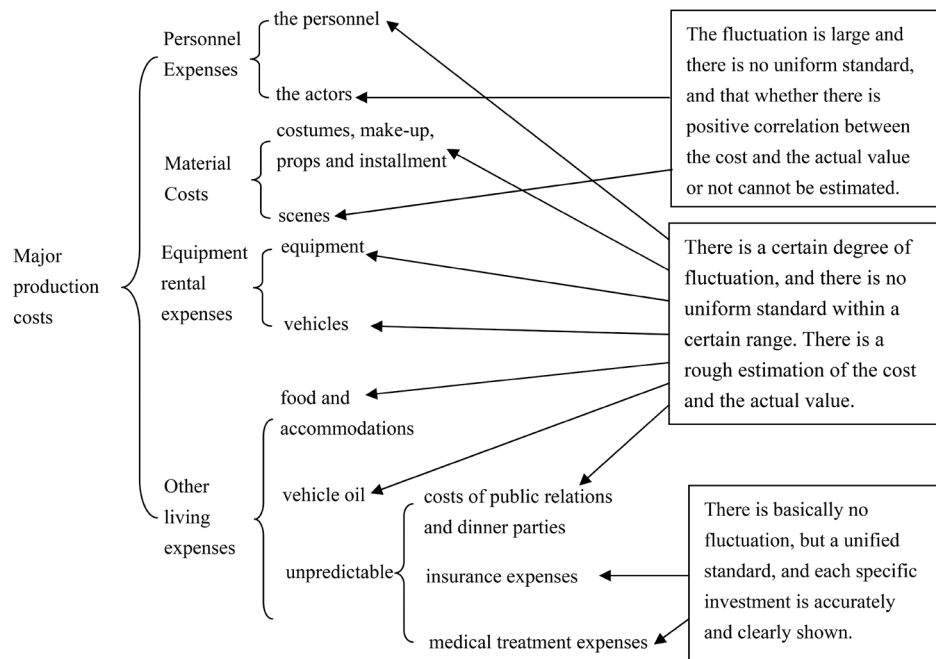 Major
production
costs
Personnel
Expenses
the personnel
the actors
Material
Costs
costumes, make-up,
props and installment
scenes
Equipment
rental
expenses
equipment
vehicles
Other
living
expenses
food and
accommodations
vehicle oil
unpredictable
costs of public relations
and dinner parties
insurance expenses
medical treatment expenses
The fluctuation is large and
there is no uniform standard,
and that whether there is
positive correlation between
the cost and the actual value
or not cannot be estimated.
There is a certain degree of
fluctuation, and there is no
uniform standard within a
certain range. There is a
rough estimation of the cost
and the actual value.
There is basically no
fluctuation, but a unified
standard, and each specific
investment is accurately
and clearly shown.